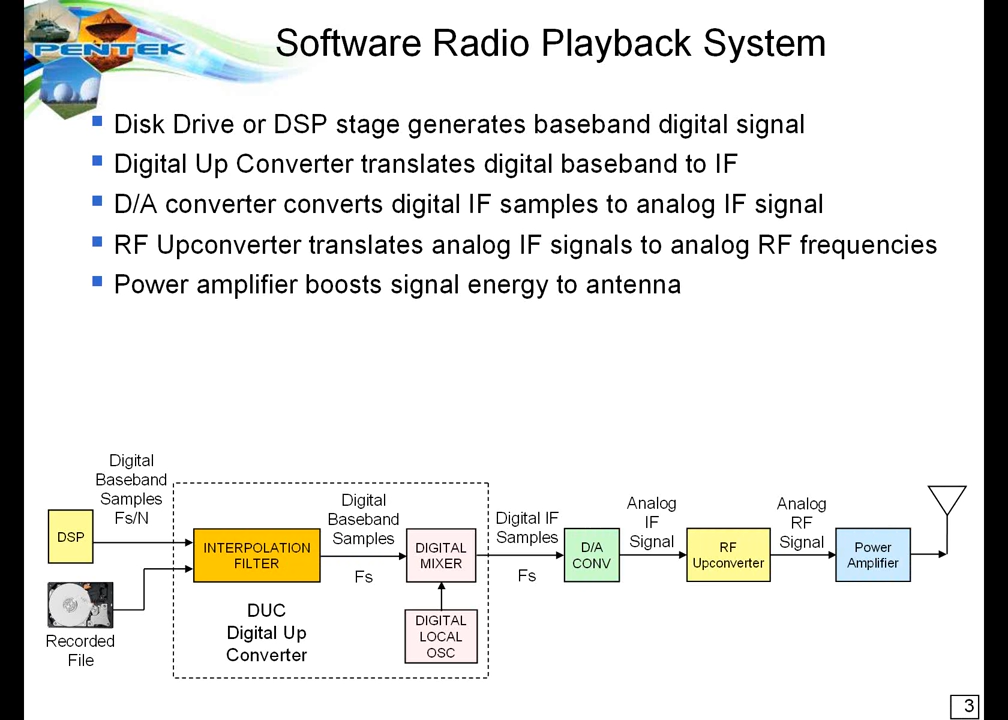 PENTEK
Software Radio Playback System
Disk Drive or DSP stage generates baseband digital signal
Digital Up Converter translates digital baseband to IF
D/A converter converts digital IF samples to analog IF signal
RF Upconverter translates analog IF signals to analog RF frequencies
Power amplifier boosts signal energy to antenna
Digital
Baseband
Samples
Fs/N
DSP
Recorded
File
INTERPOLATION
FILTER
DUC
Digital Up
Converter
Digital
Baseband
Samples
Fs
DIGITAL
MIXER
DIGITAL
LOCAL
OSC
Digital IF
Samples
Fs
D/A
CONV
Analog
IF
Signal
RF
Upconverter
Analog
RF
Signal
Power
Amplifier
3